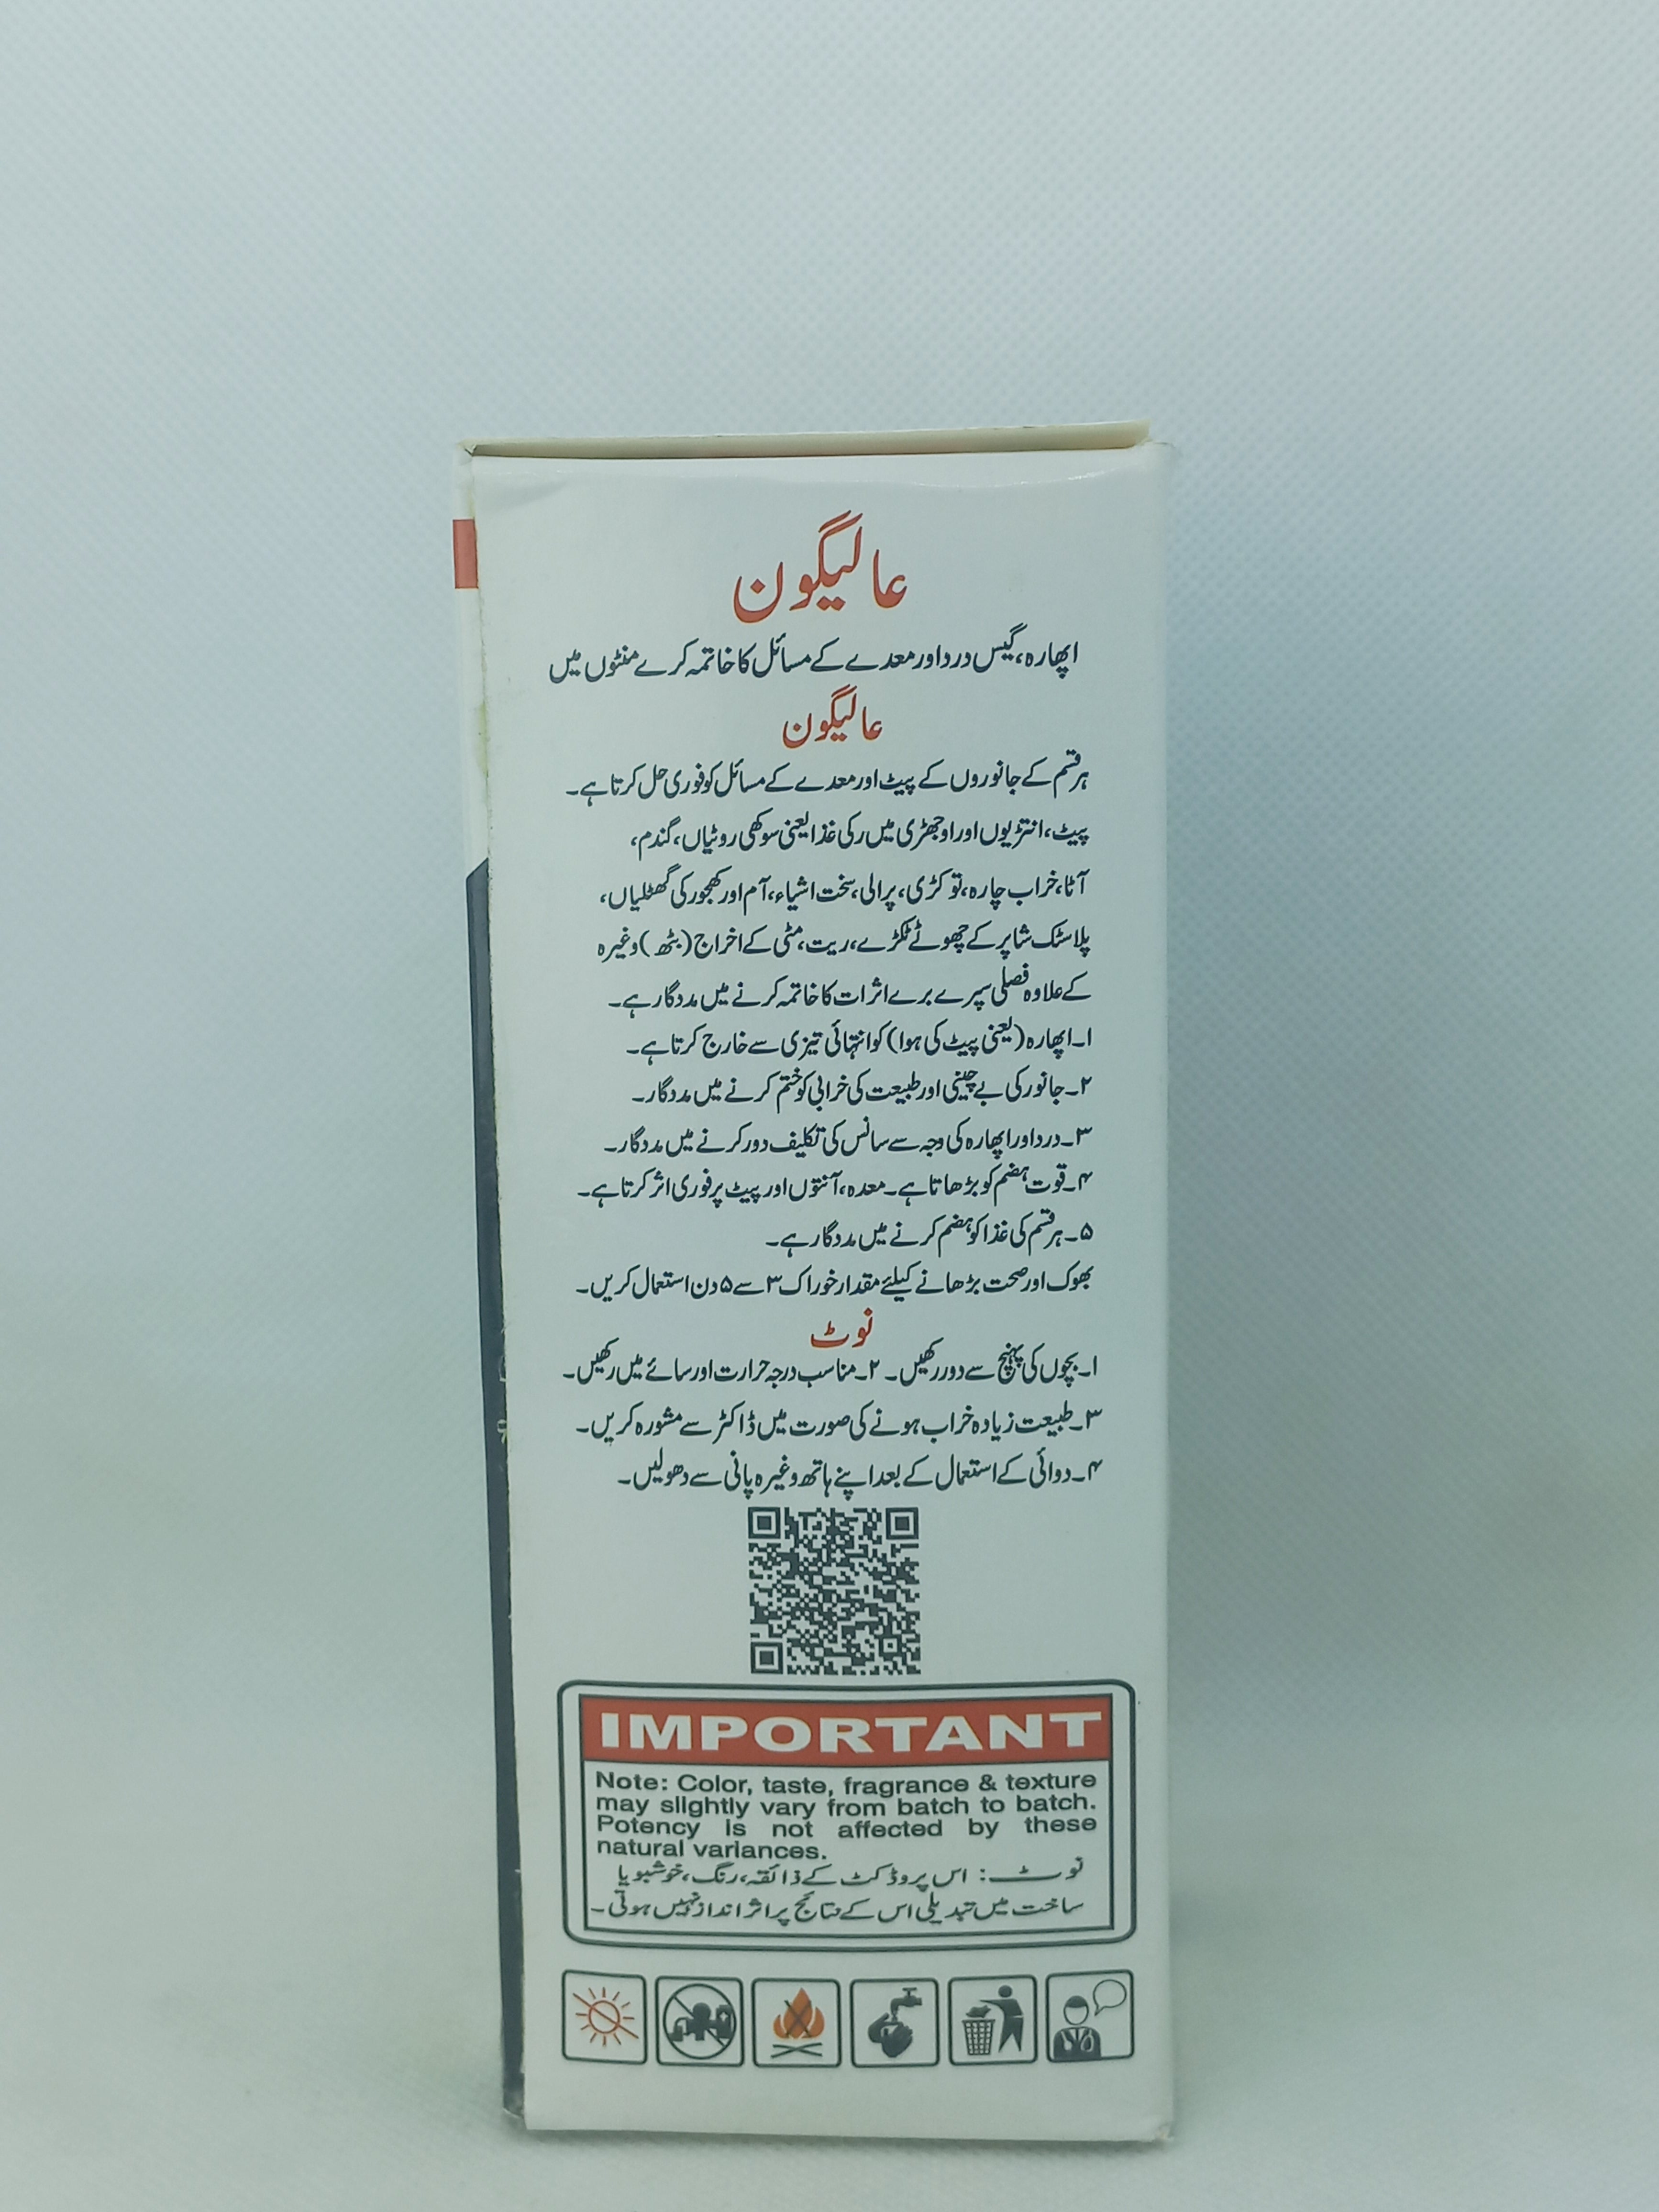 عالیگون
اپھارہ، گیس درد اور معدے کے مسائل کا خاتمہ کرے منٹوں میں
عالیگون
ہر قسم کے جانوروں کے پیٹ اور معدے کے مسائل کو فوری حل کرتا ہے۔
پیٹ، انتڑیوں اور اوجھڑی میں رکی غذا یعنی سوکھی روٹیاں، گندم،
آٹا، خراب چارہ، توکڑی، پرالی، سخت اشیاء، آم اور کھجور کی گھٹلیاں،
پلاسٹک شاپر کے چھوٹے ٹکڑے، ریت، مٹی کے اخراج (بٹھ) وغیرہ
کے علاوہ فصلی سپرے برے اثرات کا خاتمہ کرنے میں مددگار ہے۔
۱۔ اپھارہ (یعنی پیٹ کی ہوا) کو انتہائی تیزی سے خارج کرتا ہے۔
۲۔ جانور کی بے چینی اور طبیعت کی خرابی کو ختم کرنے میں مددگار۔
۳۔ درد اور اپھارہ کی وجہ سے سانس کی تکلیف دور کرنے میں مددگار۔
۴۔ قوت ہضم کو بڑھاتا ہے۔ معدہ، آنتوں اور پیٹ پر فوری اثر کرتا ہے۔
۵۔ ہر قسم کی غذا کو ہضم کرنے میں مددگار ہے۔
بھوک اور صحت بڑھانے کیلئے مقدار خوراک ۳ سے ۵ دن استعمال کریں۔
نوٹ
۱۔ بچوں کی پہنچ سے دور رکھیں۔ ۲۔ مناسب درجہ حرارت اور سائے میں رکھیں۔
۳۔ طبیعت زیادہ خراب ہونے کی صورت میں ڈاکٹر سے مشورہ کریں۔
۴۔ دوائی کے استعمال کے بعد اپنے ہاتھ وغیرہ پانی سے دھولیں۔
IMPORTANT
Note: Color, taste, fragrance & texture
may slightly vary from batch to batch.
Potency is not affected by these
natural variances.
نوٹ: اس پروڈکٹ کے ذائقہ، رنگ، خوشبو یا
ساخت میں تبدیلی اس کے نتائج پر اثر انداز نہیں ہوتی۔